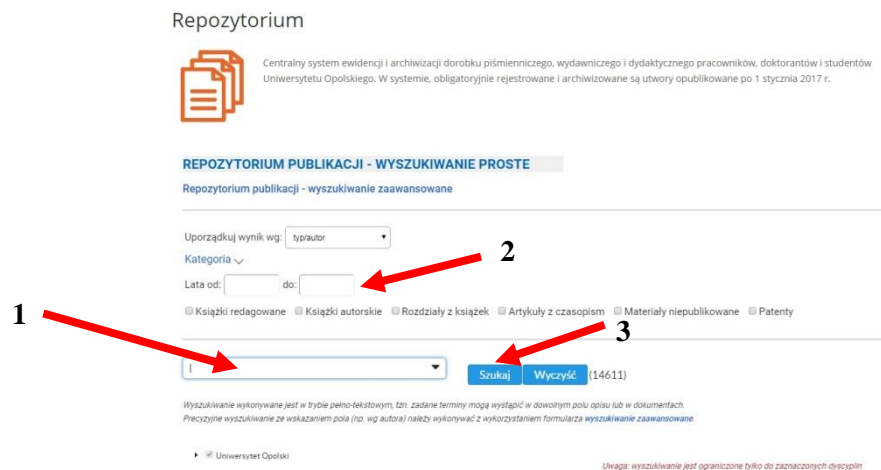 Repozytorium
Centralny system ewidencji i archiwizacji dorobku piśmienniczego, wydawniczego i dydaktycznego pracowników, doktorantów i studentów
Uniwersytetu Opolskiego. W systemie, obligatoryjnie rejestrowane i archiwizowane są utwory opublikowane po 1 stycznia 2017 r.
REPOZYTORIUM PUBLIKACJI - WYSZUKIWANIE PROSTE
Repozytorium publikacji - wyszukiwanie zaawansowane
Uporządkuj wynik wg: typ/autor
2
Kategoria
Lata od: do:
1
Książki redagowane Książki autorskie Rozdziały z książek Artykuły z czasopism Materiały niepublikowane Patenty
3
Szukaj Wyczyść (14611)
Wyszukiwanie wykonywane jest w trybie pełno-tekstowym, tzn. zadane terminy mogą wystąpić w dowolnym polu opisu lub w dokumentach.
Precyzyjne wyszukiwanie ze wskazaniem pola (np. wg autora) należy wykonywać z wykorzystaniem formularza wyszukiwanie zaawansowane.
Uniwersytet Opolski
Uwaga: wyszukiwanie jest ograniczone tylko do zaznaczonych dyscyplin